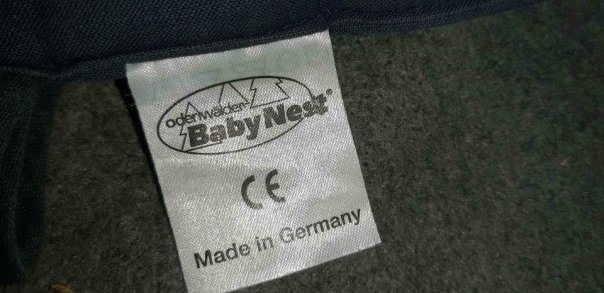 odenwälder
BabyNest®
CE
Made in Germany